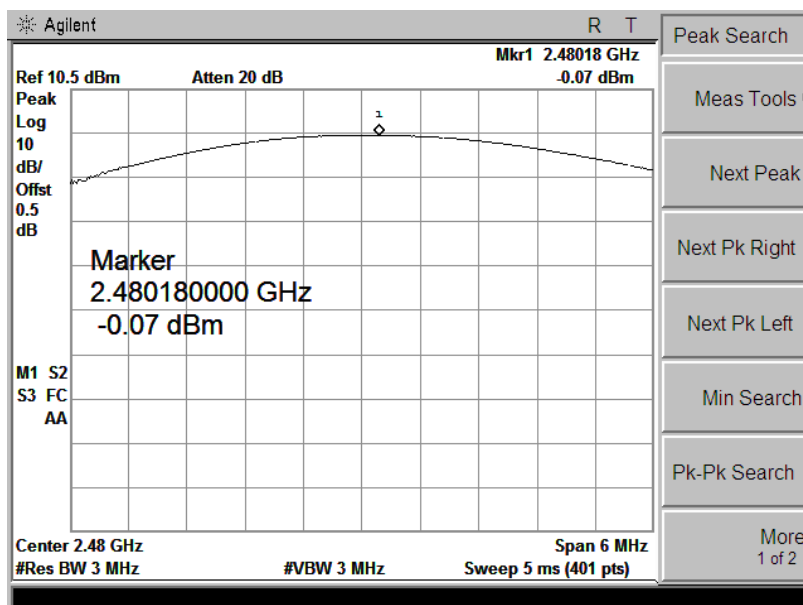 Agilent R T
Mkr1 2.48018 GHz
Ref 10.5 dBm Atten 20 dB -0.07 dBm
Peak
Log
10
dB/
Offst
0.5
dB
1
Marker
2.480180000 GHz
-0.07 dBm
M1 S2
S3 FC
AA
Center 2.48 GHz Span 6 MHz
#Res BW 3 MHz #VBW 3 MHz Sweep 5 ms (401 pts)
Peak Search
Meas Tools
Next Peak
Next Pk Right
Next Pk Left
Min Search
Pk-Pk Search
More
1 of 2